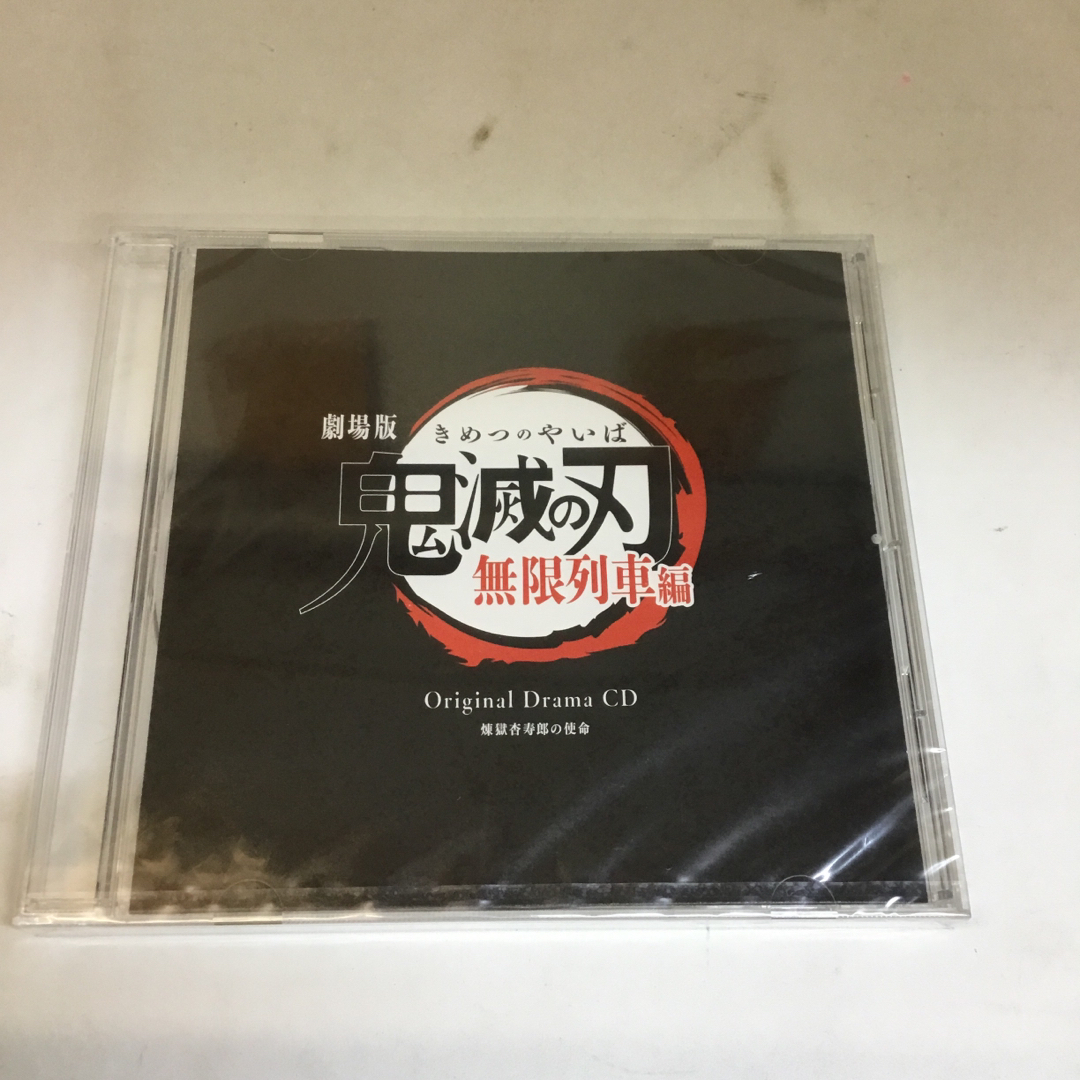 劇場版
きめつのやいば
鬼滅の刃
無限列車編
Original Drama CD
煉獄杏寿郎の使命